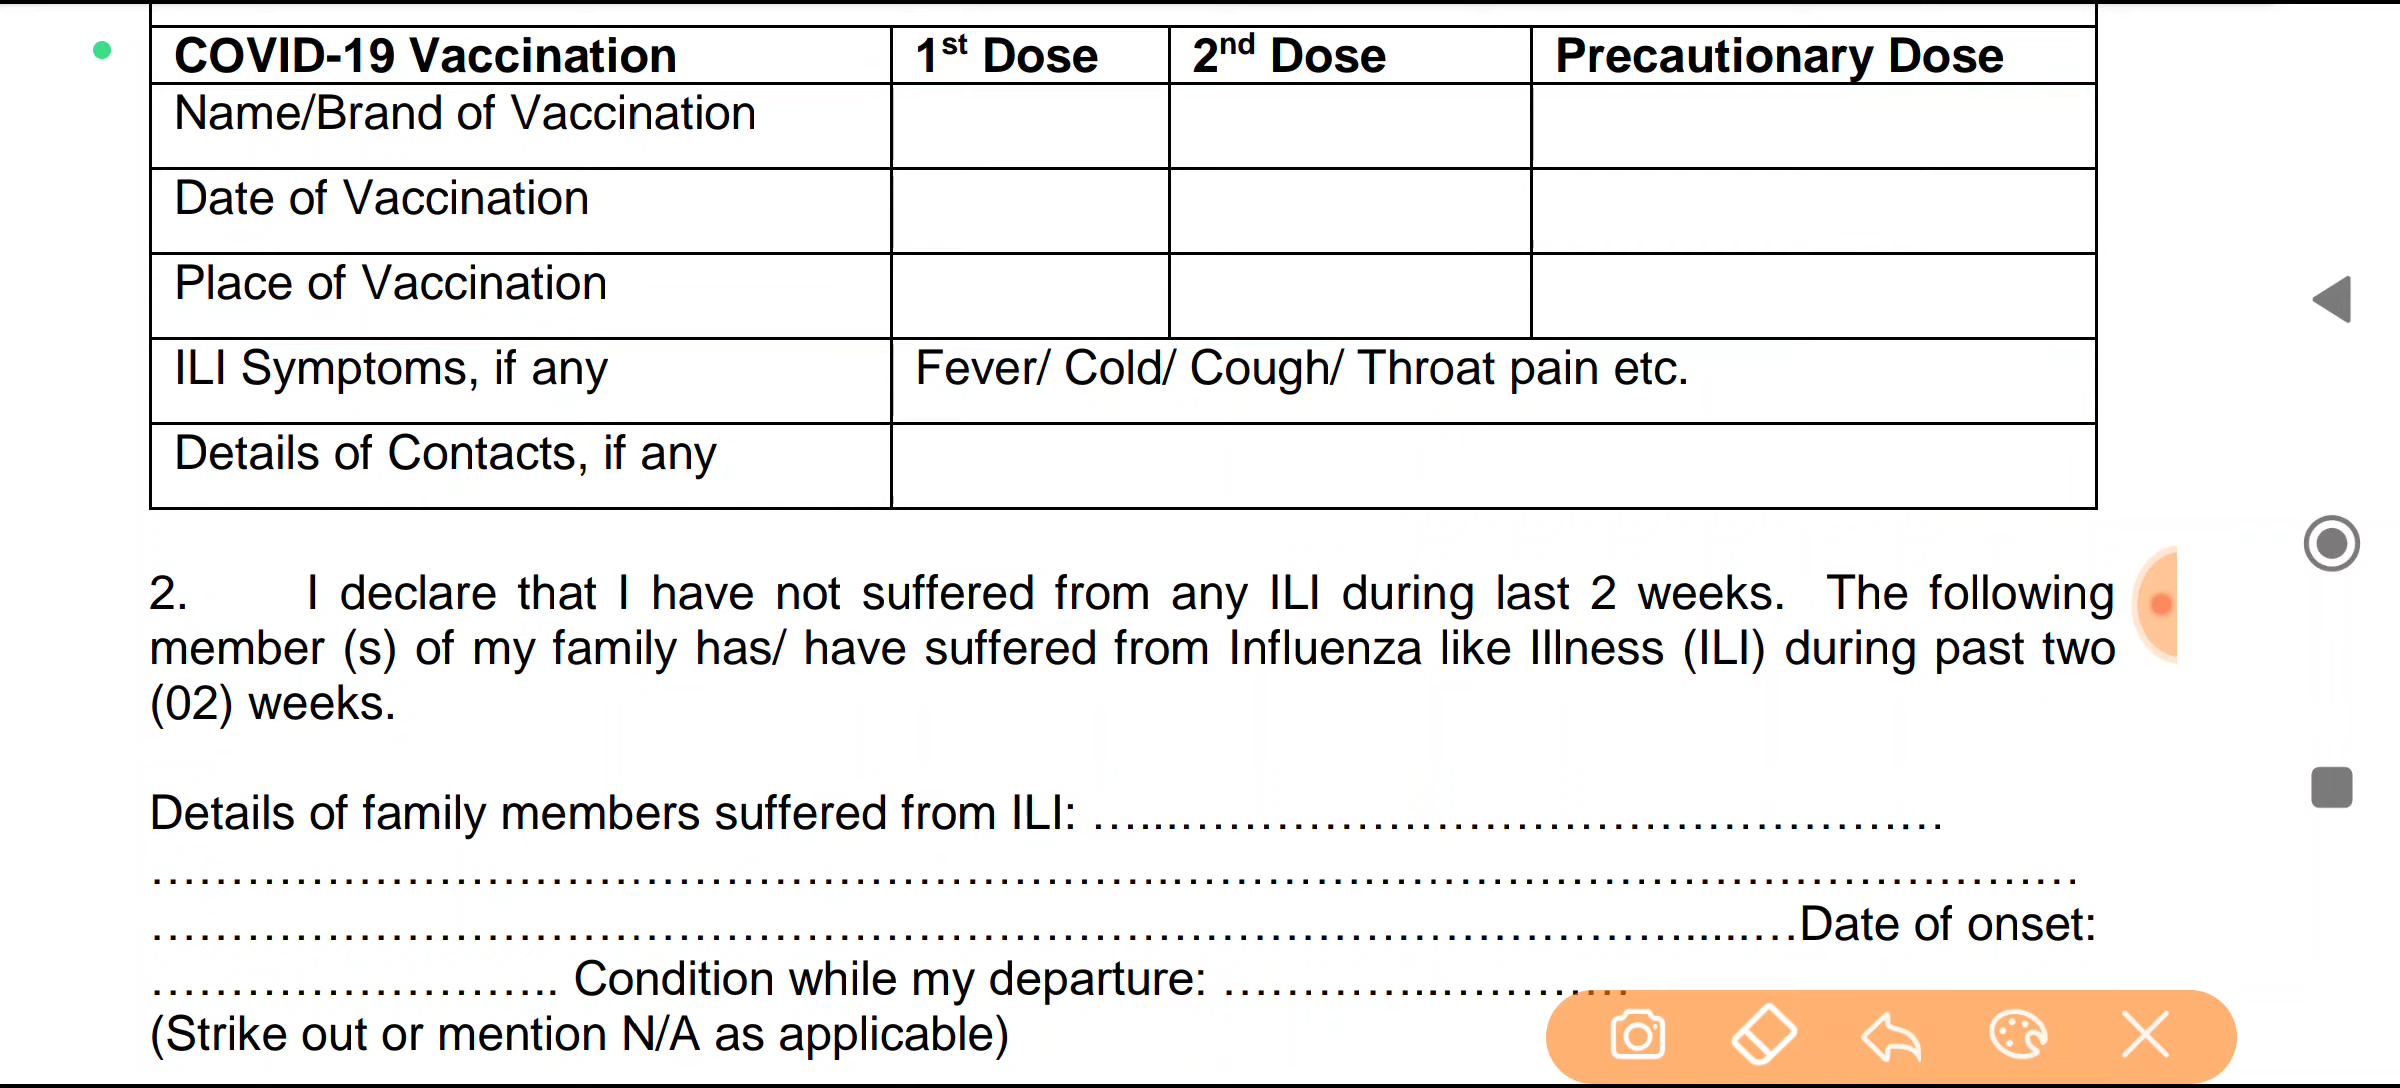 COVID-19 Vaccination 1st Dose 2nd Dose Precautionary Dose
Name/Brand of Vaccination
Date of Vaccination
Place of Vaccination
ILI Symptoms, if any Fever/ Cold/ Cough/ Throat pain etc.
Details of Contacts, if any
2. I declare that I have not suffered from any ILI during last 2 weeks. The following
member (s) of my family has/ have suffered from Influenza like Illness (ILI) during past two
(02) weeks.
Details of family members suffered from ILI: ……………………………………………
……………………………………………………………………………………………………
……………………………………………………………………………………Date of onset:
…………………….. Condition while my departure: ……………………
(Strike out or mention N/A as applicable)